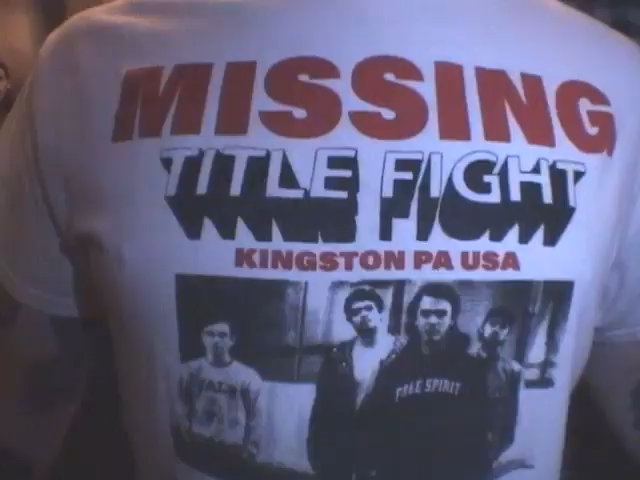 MISSING
TITLE FIGHT
KINGSTON PA USA
FREE SPIRIT